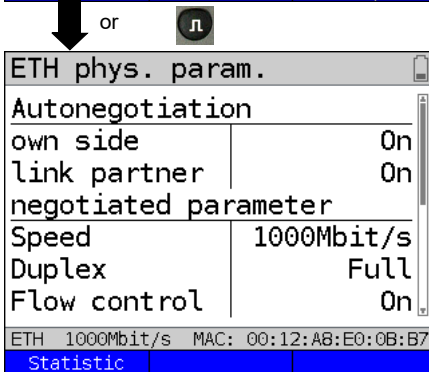 or
ETH phys. param.
Autonegotiation
own side On
link partner On
negotiated parameter
Speed 1000Mbit/s
Duplex Full
Flow control On
ETH 1000Mbit/s MAC: 00:12:A8:E0:0B:B7
Statistic